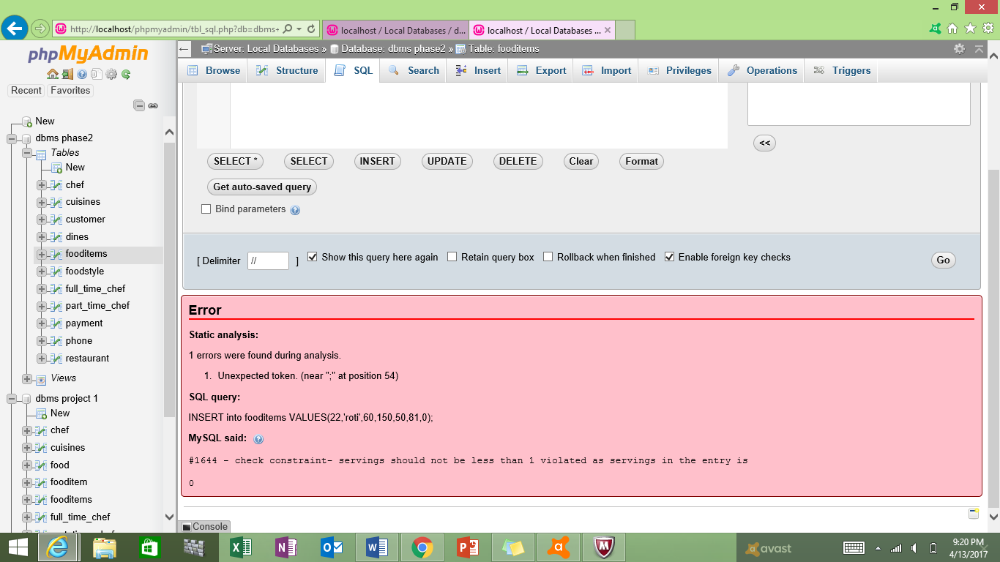 http://localhost/phpmyadmin/tbl_sql.php?db=dbms+
localhost / Local Databases / d...
localhost / Local Databases ...
phpMyAdmin
Recent
Favorites
New
dbms phase2
Tables
New
chef
cuisines
customer
dines
fooditems
foodstyle
full_time_chef
part_time_chef
payment
phone
restaurant
Views
dbms project 1
New
chef
cuisines
food
fooditem
fooditems
full_time_chef
Server: Local Databases » Database: dbms phase2 » Table: fooditems
Browse Structure SQL Search Insert Export Import Privileges Operations Triggers
<<
SELECT * SELECT INSERT UPDATE DELETE Clear Format
Get auto-saved query
Bind parameters
[ Delimiter // ] Show this query here again Retain query box Rollback when finished Enable foreign key checks Go
Error
Static analysis:
1 errors were found during analysis.
1. Unexpected token. (near ";" at position 54)
SQL query:
INSERT into fooditems VALUES(22,'roti',60,150,50,81,0);
MySQL said:
#1644 - check constraint- servings should not be less than 1 violated as servings in the entry is
0
Console
avast
9:20 PM
4/13/2017